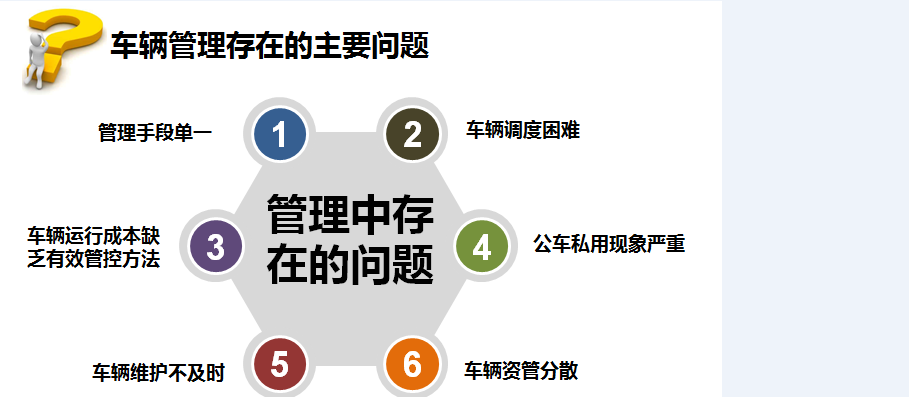 车辆管理存在的主要问题
管理手段单一
1
2
车辆调度困难
管理中存
在的问题
车辆运行成本缺
乏有效管控方法
3
4
公车私用现象严重
车辆维护不及时
5
6
车辆资管分散